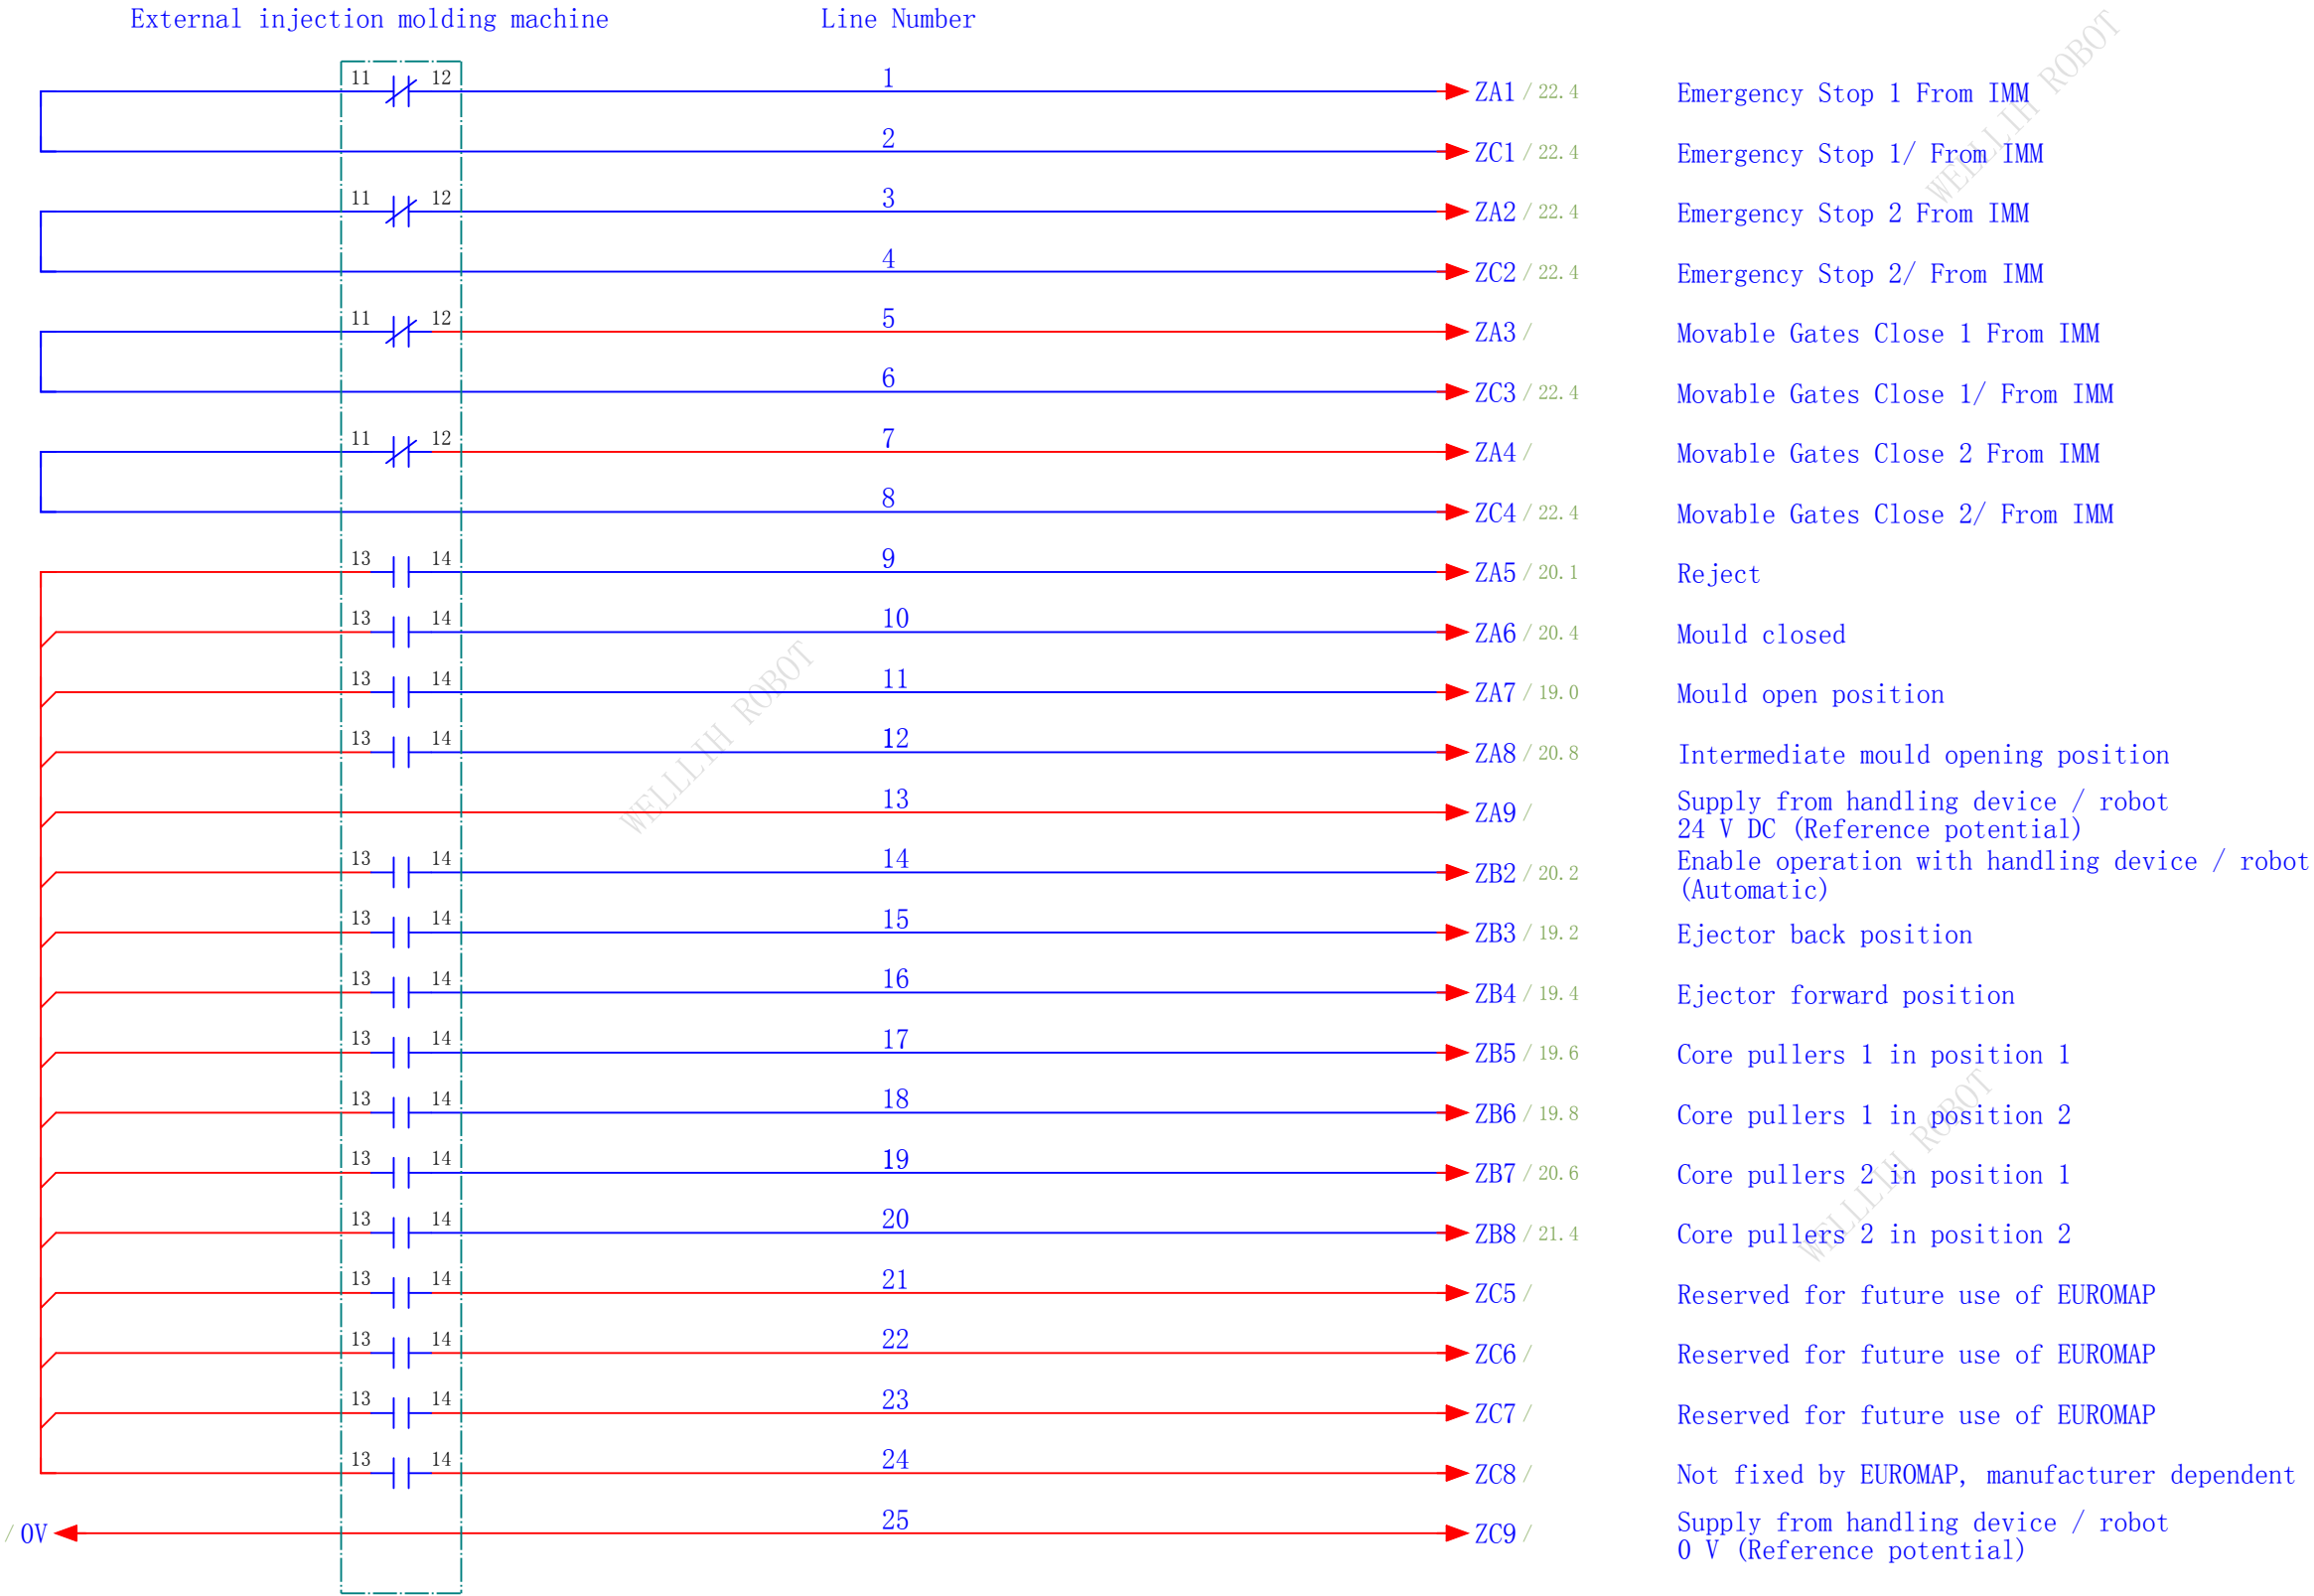 External injection molding machine Line Number
11 12 1 ZA1 / 22.4 Emergency Stop 1 From IMM
2 ZC1 / 22.4 Emergency Stop 1/ From IMM
11 12 3 ZA2 / 22.4 Emergency Stop 2 From IMM
4 ZC2 / 22.4 Emergency Stop 2/ From IMM
11 12 5 ZA3 / Movable Gates Close 1 From IMM
6 ZC3 / 22.4 Movable Gates Close 1/ From IMM
11 12 7 ZA4 / Movable Gates Close 2 From IMM
8 ZC4 / 22.4 Movable Gates Close 2/ From IMM
13 14 9 ZA5 / 20.1 Reject
13 14 10 ZA6 / 20.4 Mould closed
13 14 11 ZA7 / 19.0 Mould open position
13 14 12 ZA8 / 20.8 Intermediate mould opening position
13 ZA9 / Supply from handling device / robot
24 V DC (Reference potential)
13 14 14 ZB2 / 20.2 Enable operation with handling device / robot
(Automatic)
13 14 15 ZB3 / 19.2 Ejector back position
13 14 16 ZB4 / 19.4 Ejector forward position
13 14 17 ZB5 / 19.6 Core pullers 1 in position 1
13 14 18 ZB6 / 19.8 Core pullers 1 in position 2
13 14 19 ZB7 / 20.6 Core pullers 2 in position 1
13 14 20 ZB8 / 21.4 Core pullers 2 in position 2
13 14 21 ZC5 / Reserved for future use of EUROMAP
13 14 22 ZC6 / Reserved for future use of EUROMAP
13 14 23 ZC7 / Reserved for future use of EUROMAP
13 14 24 ZC8 / Not fixed by EUROMAP, manufacturer dependent
/ 0V 25 ZC9 / Supply from handling device / robot
0 V (Reference potential)
WELLLIH ROBOT
WELLLIH ROBOT
WELLLIH ROBOT